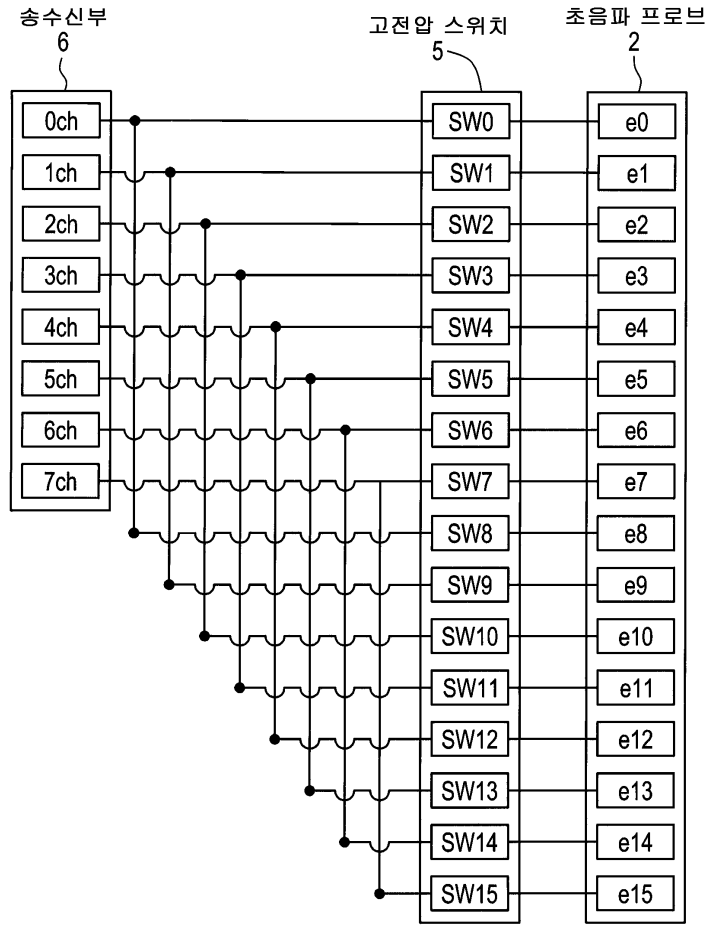 송수신부
6
고전압 스위치
5
초음파 프로브
2
0ch SW0 e0
1ch SW1 e1
2ch SW2 e2
3ch SW3 e3
4ch SW4 e4
5ch SW5 e5
6ch SW6 e6
7ch SW7 e7
SW8 e8
SW9 e9
SW10 e10
SW11 e11
SW12 e12
SW13 e13
SW14 e14
SW15 e15